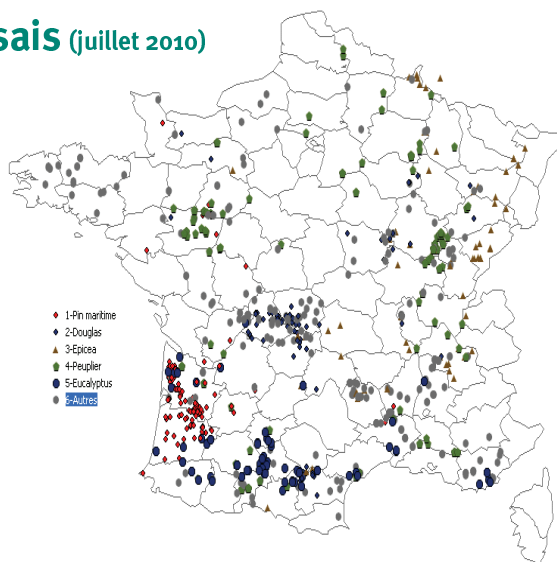 sais (juillet 2010)
1-Pin maritime
2-Douglas
3-Epicea
4-Peuplier
5-Eucalyptus
6-Autres